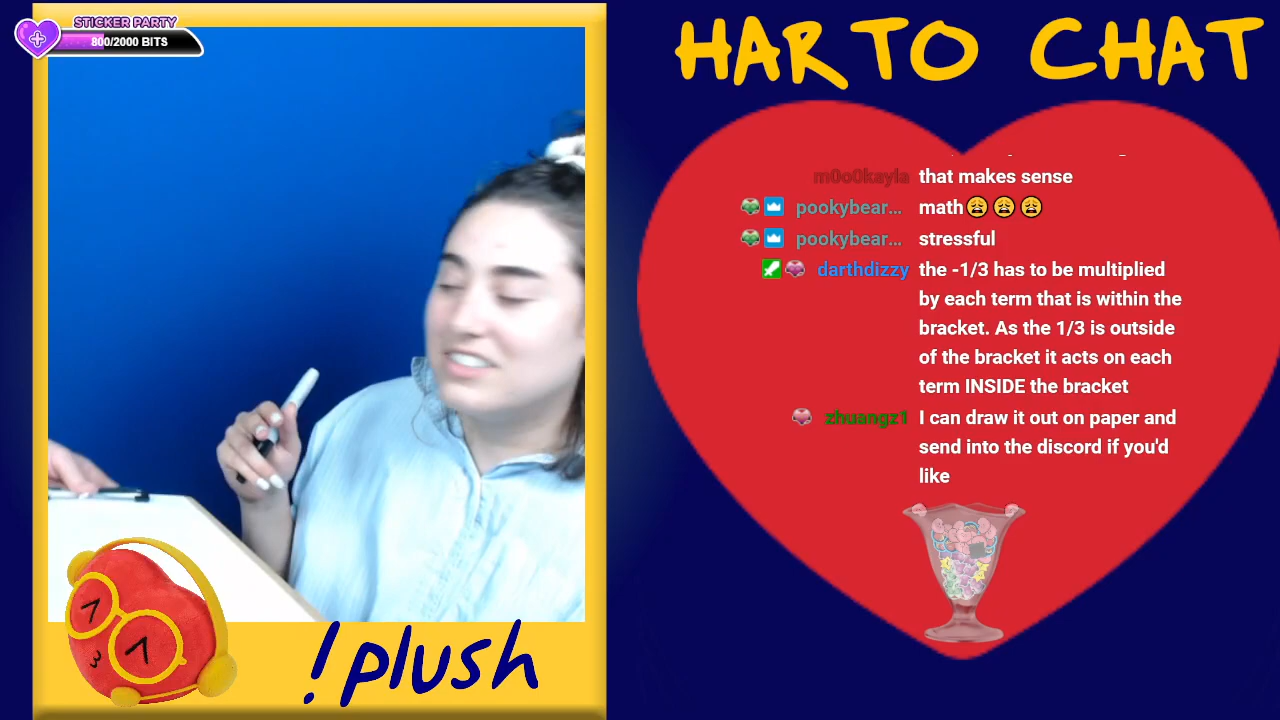 STICKER PARTY
800/2000 BITS
HARTO CHAT
m0o0kayla that makes sense
pookybear... math
pookybear... stressful
darthdizzy the -1/3 has to be multiplied
by each term that is within the
bracket. As the 1/3 is outside
of the bracket it acts on each
term INSIDE the bracket
zhuangz1 I can draw it out on paper and
send into the discord if you'd
like
!plush